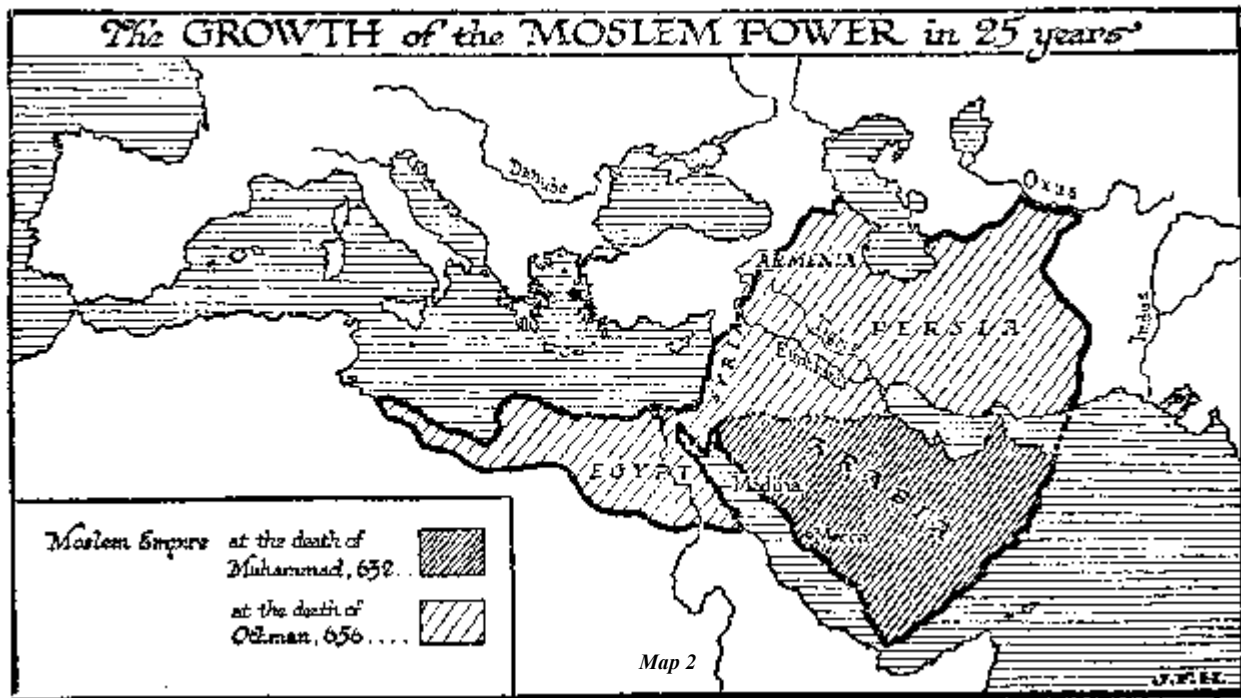 The GROWTH of the MOSLEM POWER in 25 years
Danube
Oxus
ARMENIA
SYRIA
PERSIA
Indus
EGYPT
Medina
Mecca
Moslem Empire at the death of
Muhammad, 632....
at the death of
Othman, 656....
Map 2